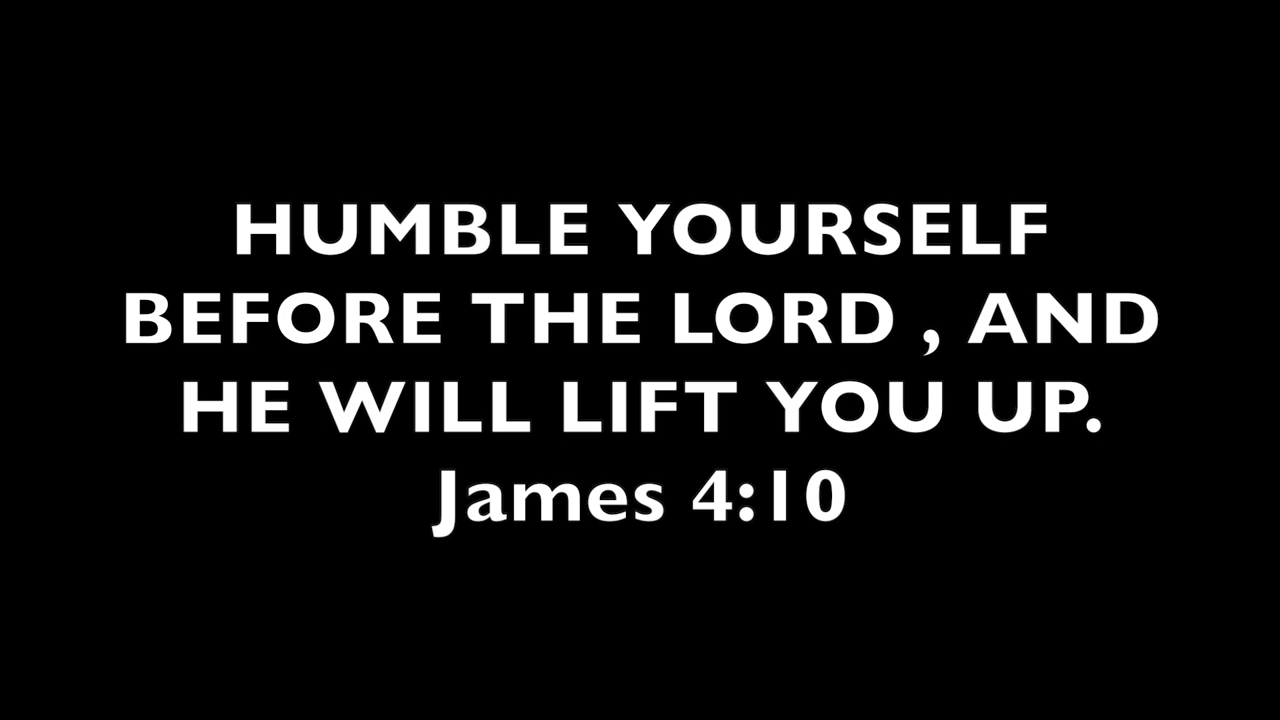 HUMBLE YOURSELF
BEFORE THE LORD , AND
HE WILL LIFT YOU UP.
James 4:10